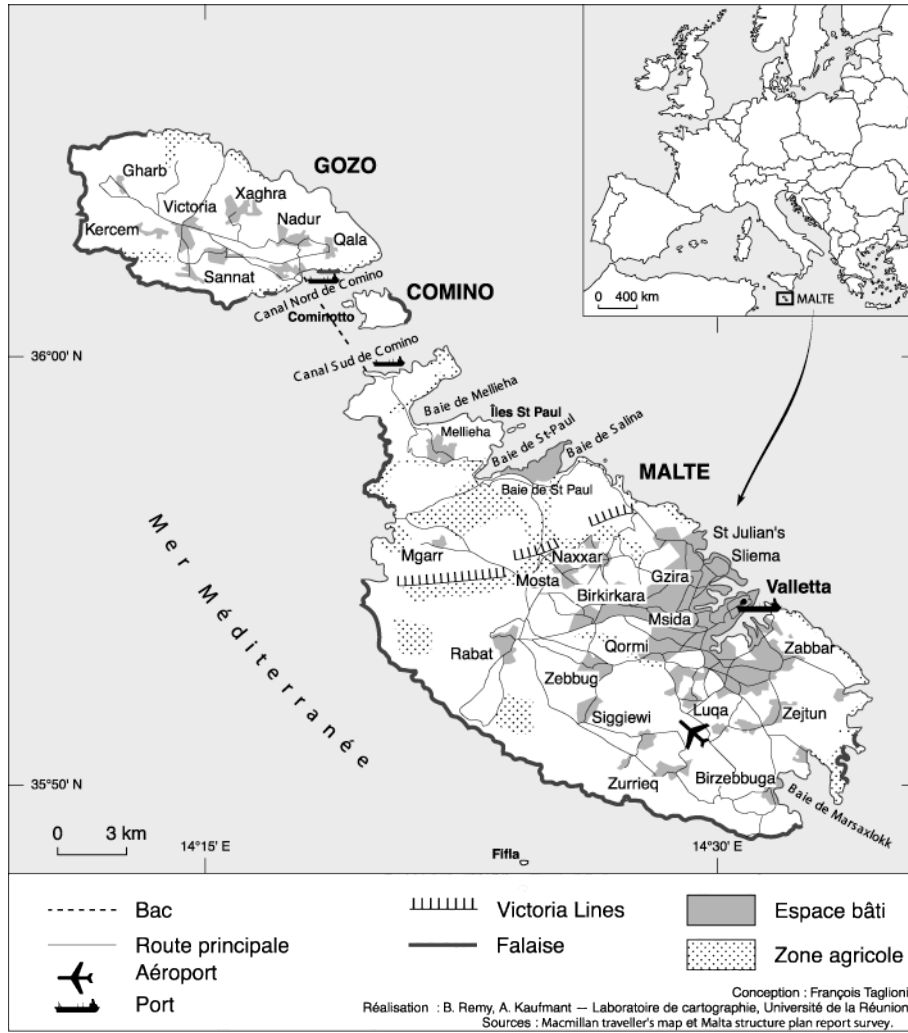 MALTE
0 400 km
GOZO
Gharb
Xaghra
Victoria
Nadur
Kercem
Qala
Sannat
Canal Nord de Comino
COMINO
Cominotto
36°00' N
Canal Sud de Comino
Baie de Mellieha
Îles St Paul
Mellieha
Baie de St-Paul
Baie de Salina
MALTE
Baie de St Paul
St Julian's
Sliema
Mgarr
Naxxar
Mosta
Gzira
Birkirkara
Valletta
Msida
Mer Méditerranée
Rabat
Qormi
Zabbar
Zebbug
Siggiewi
Luqa
Zejtun
35°50' N
Zurrieq
Birzebbuga
Baie de Marsaxlokk
0 3 km
14°15' E
14°30' E
Fifla
Bac
Route principale
Aéroport
Port
Victoria Lines
Falaise
Espace bâti
Zone agricole
Conception : François Taglioni
Réalisation : B. Remy, A. Kaufmant — Laboratoire de cartographie, Université de la Réunion
Sources : Macmillan traveller's map et Malta structure plan report survey.